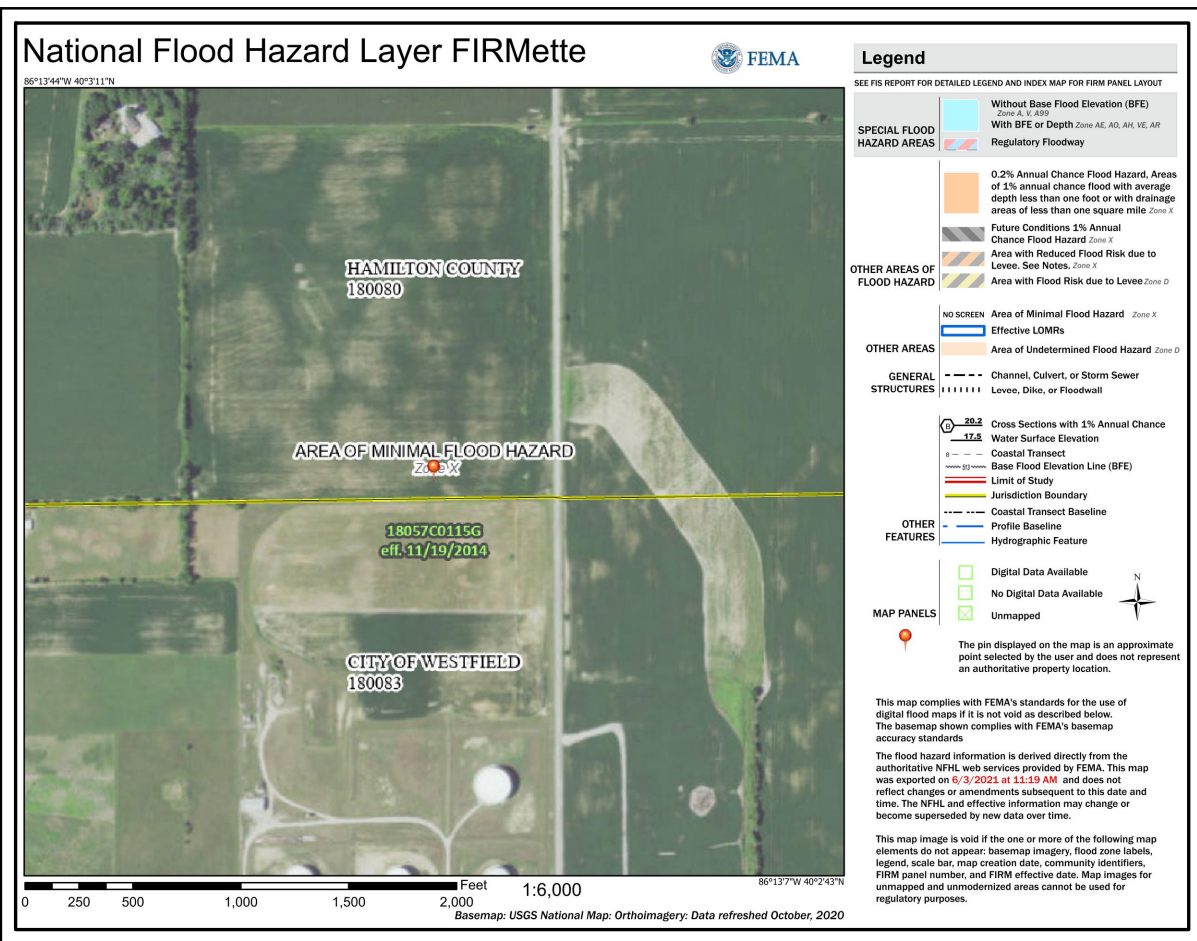 National Flood Hazard Layer FIRMette
FEMA
86°13'44"W 40°3'11"N
HAMILTON COUNTY
180080
AREA OF MINIMAL FLOOD HAZARD
Zone X
18057C0115G
eff. 11/19/2014
CITY OF WESTFIELD
180083
86°13'7"W 40°2'43"N
0 250 500 1,000 1,500 2,000 Feet 1:6,000
Basemap: USGS National Map: Orthoimagery: Data refreshed October, 2020
Legend
SEE FIS REPORT FOR DETAILED LEGEND AND INDEX MAP FOR FIRM PANEL LAYOUT
SPECIAL FLOOD
HAZARD AREAS
Without Base Flood Elevation (BFE)
Zone A, V, A99
With BFE or Depth Zone AE, AO, AH, VE, AR
Regulatory Floodway
OTHER AREAS OF
FLOOD HAZARD
0.2% Annual Chance Flood Hazard, Areas
of 1% annual chance flood with average
depth less than one foot or with drainage
areas of less than one square mile Zone X
Future Conditions 1% Annual
Chance Flood Hazard Zone X
Area with Reduced Flood Risk due to
Levee. See Notes. Zone X
Area with Flood Risk due to Levee Zone D
OTHER AREAS
NO SCREEN Area of Minimal Flood Hazard Zone X
Effective LOMRs
Area of Undetermined Flood Hazard Zone D
GENERAL
STRUCTURES
Channel, Culvert, or Storm Sewer
Levee, Dike, or Floodwall
OTHER
FEATURES
B 20.2 Cross Sections with 1% Annual Chance
17.5 Water Surface Elevation
8 Coastal Transect
513 Base Flood Elevation Line (BFE)
Limit of Study
Jurisdiction Boundary
Coastal Transect Baseline
Profile Baseline
Hydrographic Feature
MAP PANELS
Digital Data Available
No Digital Data Available
Unmapped
N
The pin displayed on the map is an approximate
point selected by the user and does not represent
an authoritative property location.
This map complies with FEMA's standards for the use of
digital flood maps if it is not void as described below.
The basemap shown complies with FEMA's basemap
accuracy standards
The flood hazard information is derived directly from the
authoritative NFHL web services provided by FEMA. This map
was exported on 6/3/2021 at 11:19 AM and does not
reflect changes or amendments subsequent to this date and
time. The NFHL and effective information may change or
become superseded by new data over time.
This map image is void if the one or more of the following map
elements do not appear: basemap imagery, flood zone labels,
legend, scale bar, map creation date, community identifiers,
FIRM panel number, and FIRM effective date. Map images for
unmapped and unmodernized areas cannot be used for
regulatory purposes.